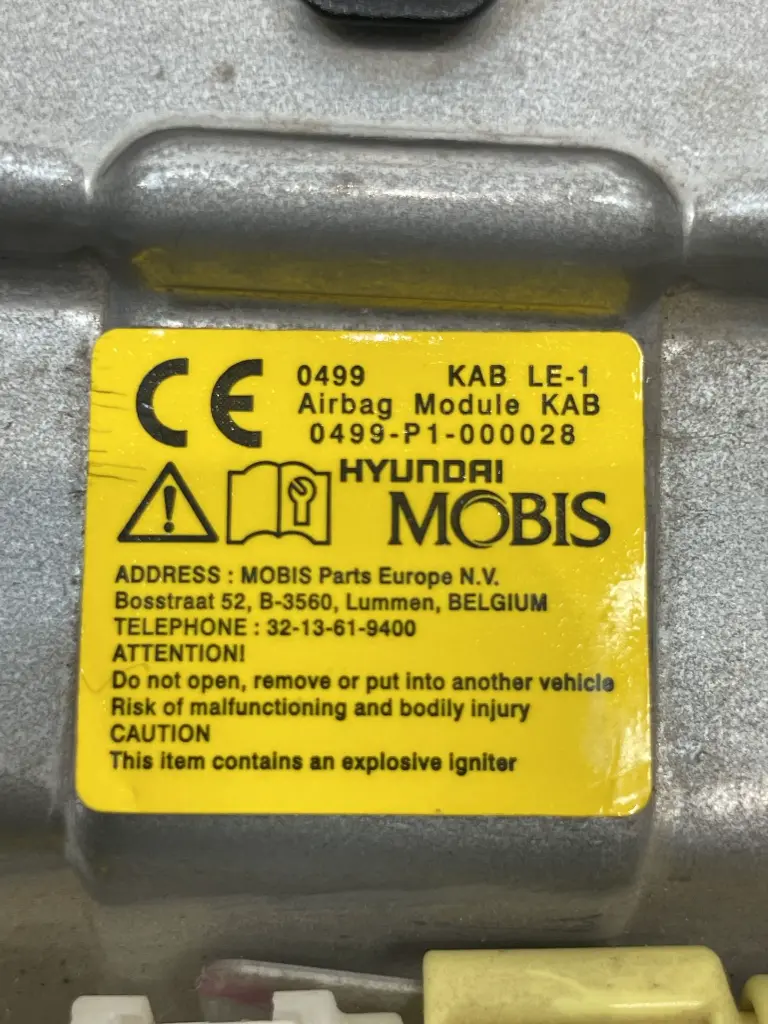 CE 0499 KAB LE-1
Airbag Module KAB
0499-P1-000028
HYUNDAI
MOBIS
ADDRESS : MOBIS Parts Europe N.V.
Bosstraat 52, B-3560, Lummen, BELGIUM
TELEPHONE : 32-13-61-9400
ATTENTION!
Do not open, remove or put into another vehicle
Risk of malfunctioning and bodily injury
CAUTION
This item contains an explosive igniter